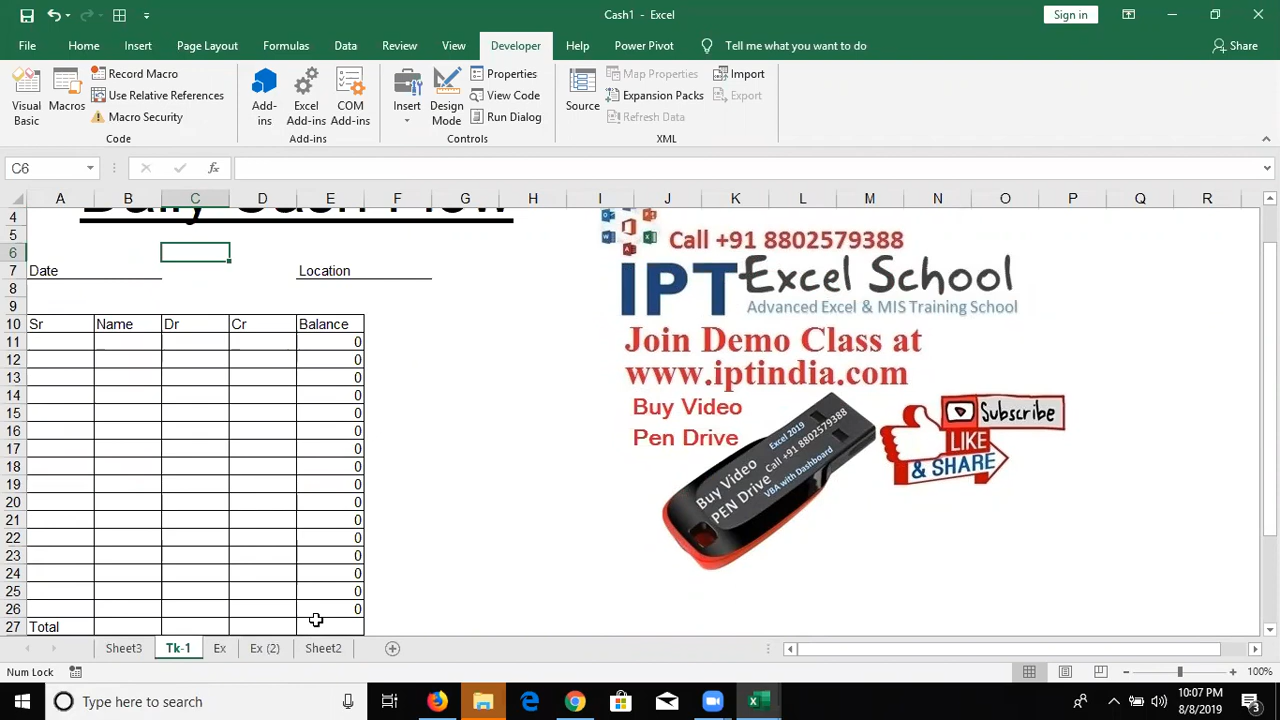 Cash1 - Excel
Sign in
File Home Insert Page Layout Formulas Data Review View Developer Help Power Pivot Tell me what you want to do Share
Visual Basic
Macros
Record Macro
Use Relative References
Macro Security
Code
Add-ins
Excel Add-ins
COM Add-ins
Add-ins
Insert
Design Mode
Properties
View Code
Run Dialog
Controls
Source
Map Properties
Expansion Packs
Refresh Data
Import
Export
XML
C6
fx
A B C D E F G H I J K L M N O P Q R
4 Daily Cash Flow
5
6
7 Date Location
8
9
10 Sr Name Dr Cr Balance
11 0
12 0
13 0
14 0
15 0
16 0
17 0
18 0
19 0
20 0
21 0
22 0
23 0
24 0
25 0
26 0
27 Total
Call +91 8802579388
IPT Excel School
Advanced Excel & MIS Training School
Join Demo Class at
www.iptindia.com
Buy Video
Pen Drive
Buy Video
PEN Drive
Excel 2019
Call +91 8802579388
VBA with Dashboard
Subscribe
LIKE
& SHARE
Sheet3 Tk-1 Ex Ex (2) Sheet2
Num Lock
100%
Type here to search
10:07 PM
8/8/2019
3